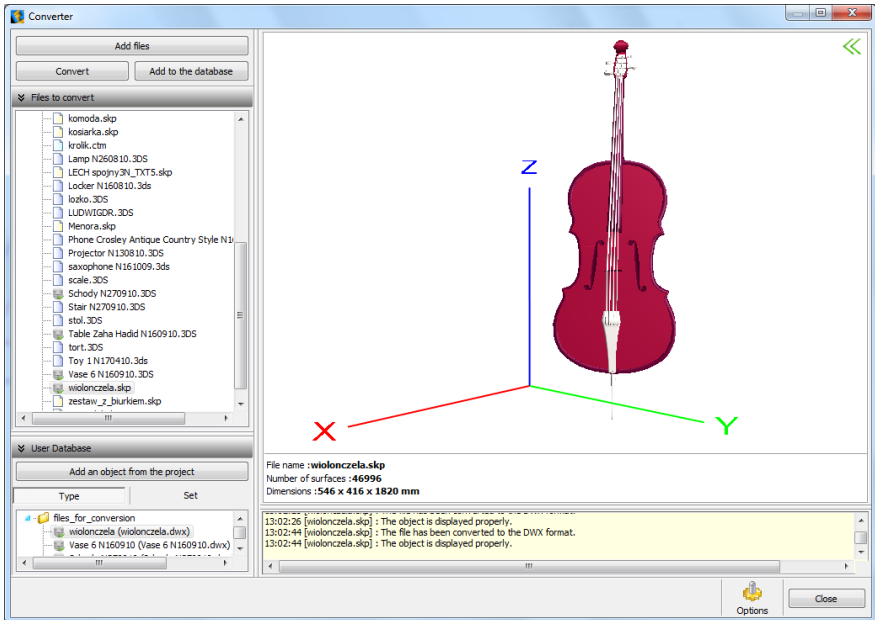 Converter
Add files
Convert
Add to the database
Files to convert
komoda.skp
kosiarka.skp
krolik.ctm
Lamp N260810.3DS
LECH spojny3N_TXTS.skp
Locker N160810.3ds
lozko.3DS
LUDWIGDR.3DS
Menora.skp
Phone Crosley Antique Country Style N1
Projector N130810.3DS
saxophone N161009.3ds
scale.3DS
Schody N270910.3DS
Stair N270910.3DS
stol.3DS
Table Zaha Hadid N160910.3DS
tort.3DS
Toy 1 N170410.3ds
Vase 6 N160910.3DS
wiolonczela.skp
zestaw_z_biurkiem.skp
User Database
Add an object from the project
Type
Set
files_for_conversion
wiolonczela (wiolonczela.dwx)
Vase 6 N160910 (Vase 6 N160910.dwx)
Z
X
Y
File name :wiolonczela.skp
Number of surfaces :46996
Dimensions :546 x 416 x 1820 mm
13:02:26 [wiolonczela.skp] : The object is displayed properly.
13:02:44 [wiolonczela.skp] : The file has been converted to the DWX format.
13:02:44 [wiolonczela.skp] : The object is displayed properly.
Options
Close